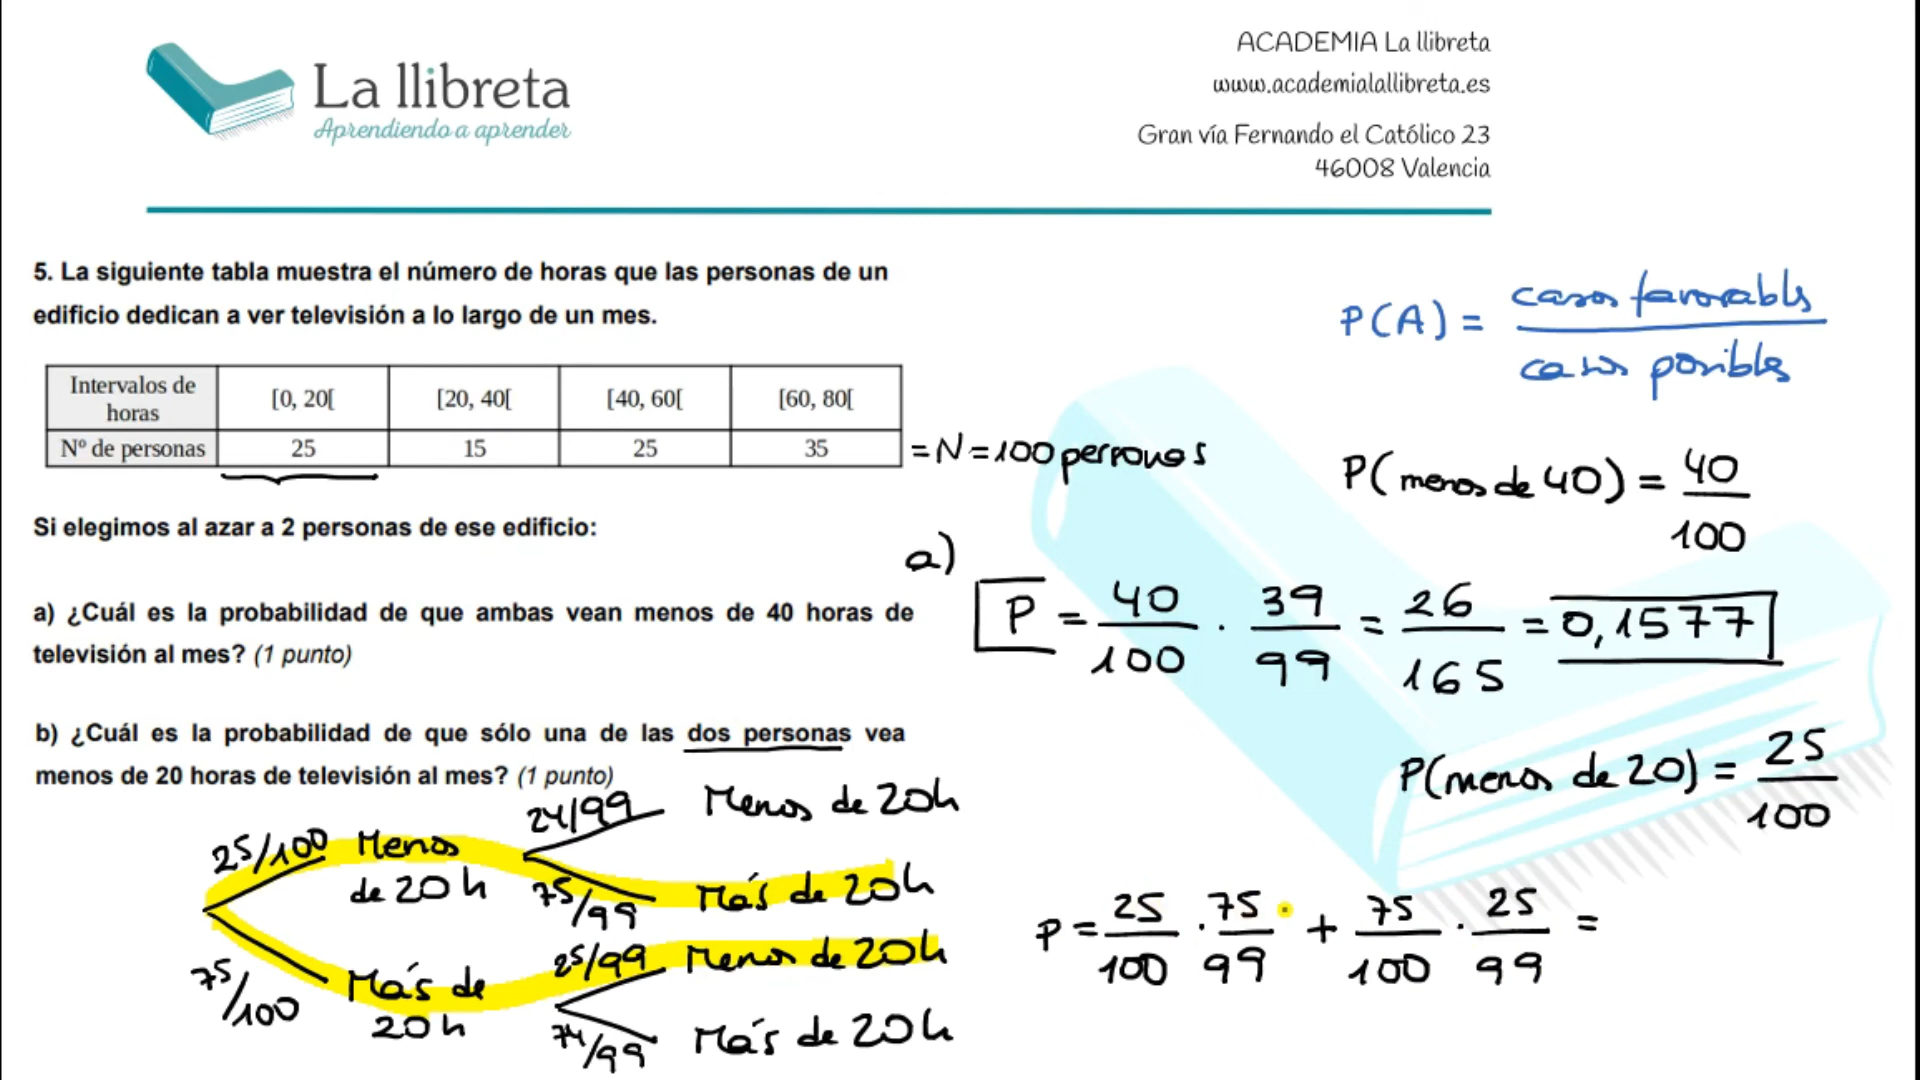 La llibreta
Aprendiendo a aprender
ACADEMIA La llibreta
www.academialallibreta.es
Gran vía Fernando el Católico 23
46008 Valencia
5. La siguiente tabla muestra el número de horas que las personas de un
edificio dedican a ver televisión a lo largo de un mes.
Intervalos de horas [0, 20[ [20, 40[ [40, 60[ [60, 80[
Nº de personas 25 15 25 35 = N = 100 personas
Si elegimos al azar a 2 personas de ese edificio:
a) ¿Cuál es la probabilidad de que ambas vean menos de 40 horas de
televisión al mes? (1 punto)
b) ¿Cuál es la probabilidad de que sólo una de las dos personas vea
menos de 20 horas de televisión al mes? (1 punto)
P(A) = casos favorables / casos posibles
P(menos de 40) = 40/100
a)
P = 40/100 · 39/99 = 26/165 = 0,1577
P(menos de 20) = 25/100
25/100 Menos de 20h
24/99 Menos de 20h
75/99 Más de 20h
75/100 Más de 20h
25/99 Menos de 20h
74/99 Más de 20h
P = 25/100 · 75/99 + 75/100 · 25/99 =